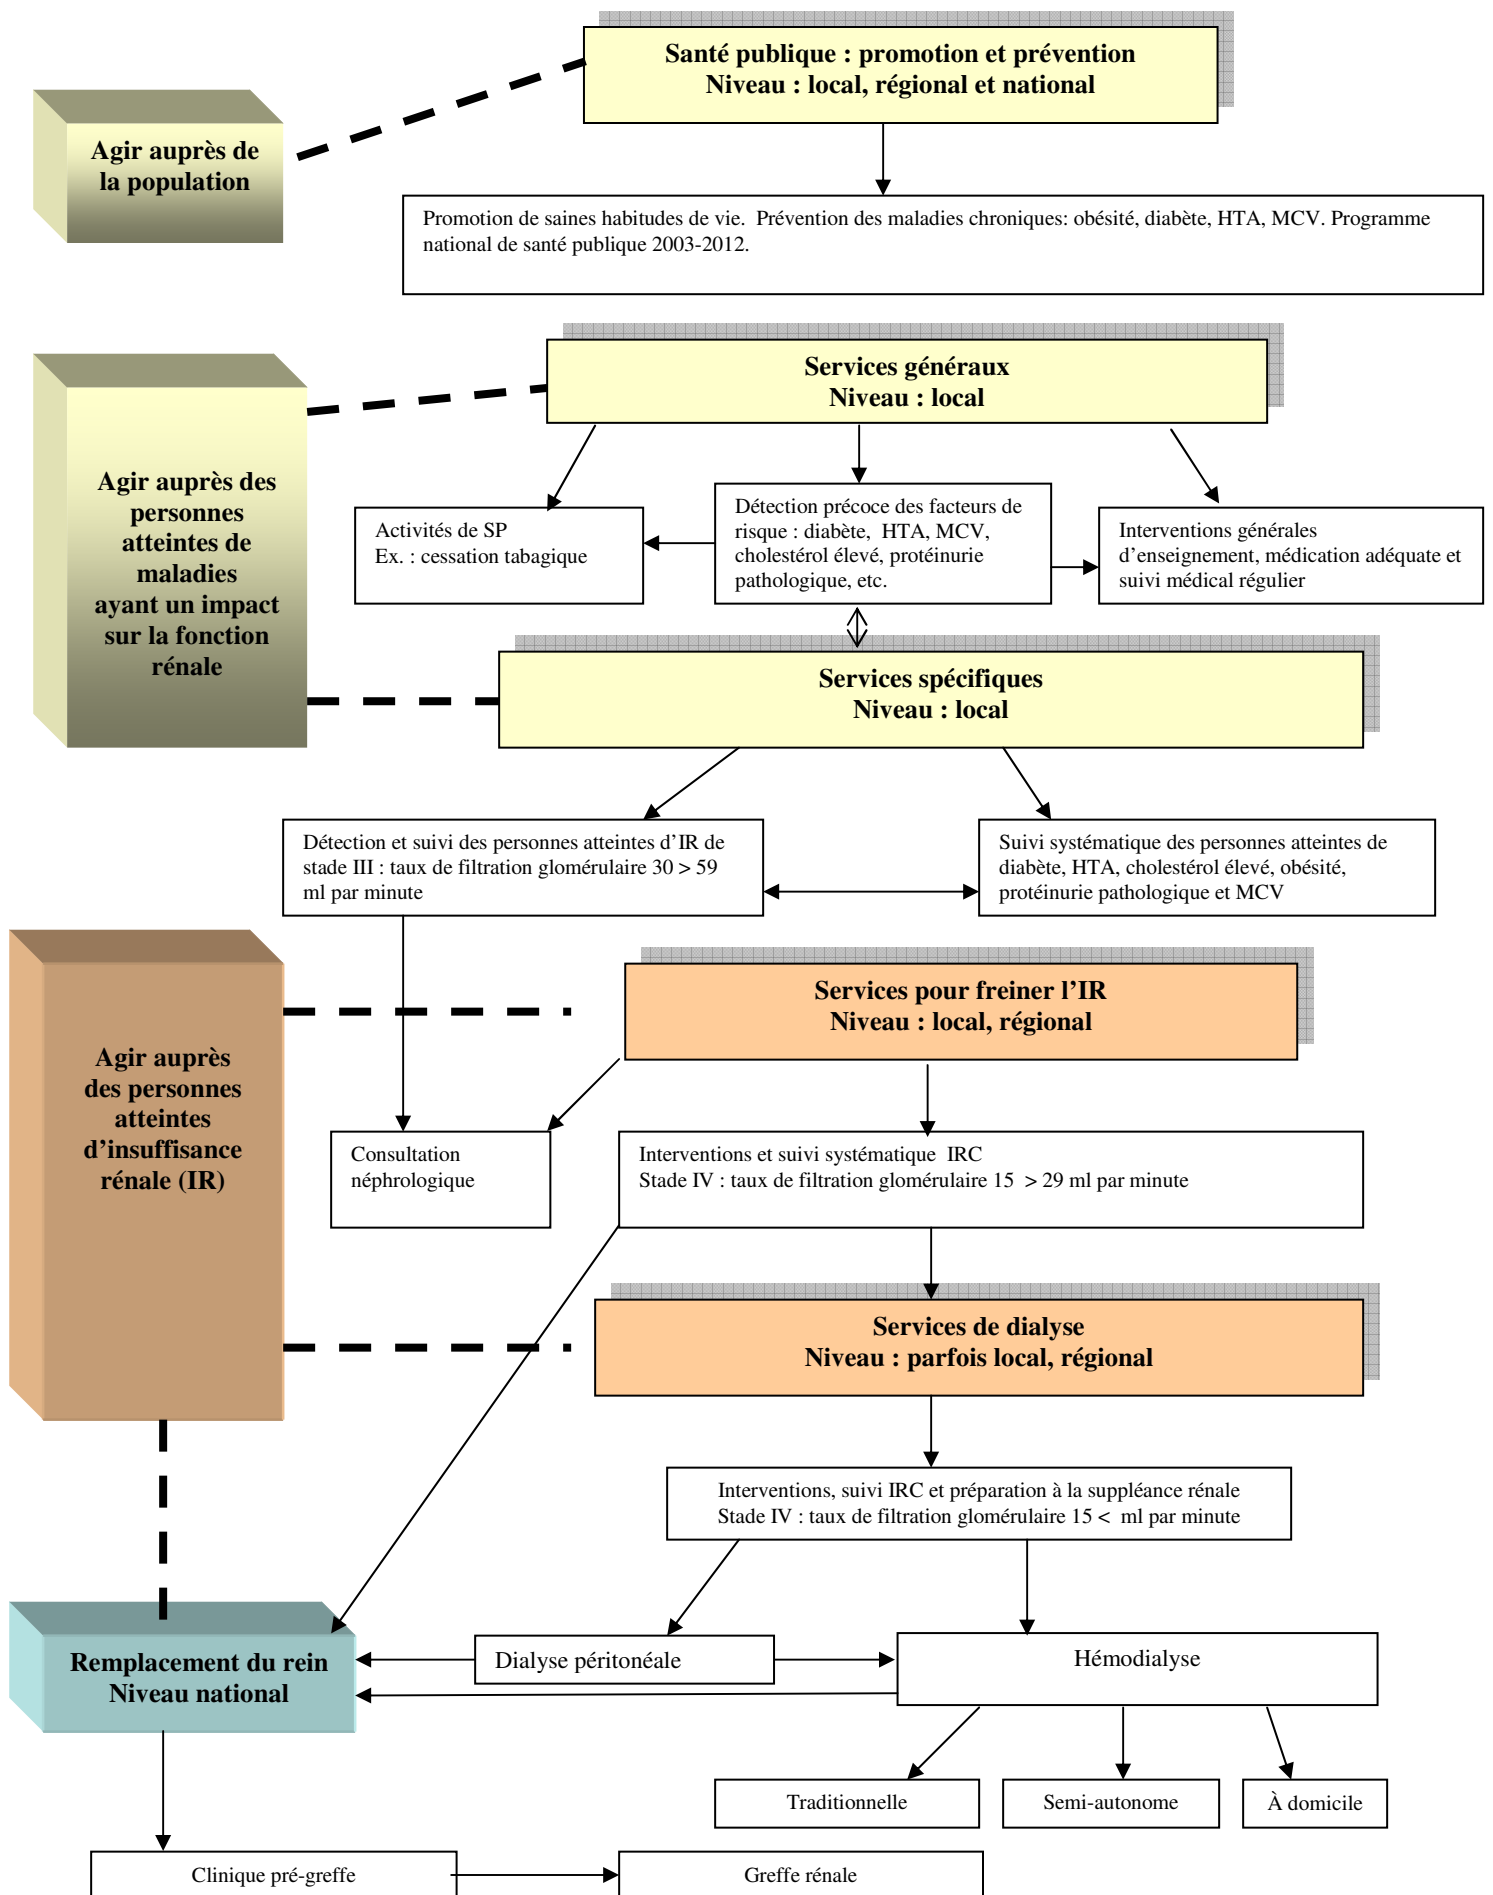 Santé publique : promotion et prévention
Niveau : local, régional et national
Agir auprès de
la population
Promotion de saines habitudes de vie.  Prévention des maladies chroniques: obésité, diabète, HTA, MCV. Programme
national de santé publique 2003-2012.
Services généraux
Niveau : local
Agir auprès des
personnes
atteintes de
maladies
ayant un impact
sur la fonction
rénale
Activités de SP
Ex. : cessation tabagique
Détection précoce des facteurs de
risque : diabète,  HTA, MCV,
cholestérol élevé, protéinurie
pathologique, etc.
Interventions générales
d’enseignement, médication adéquate et
suivi médical régulier
Services spécifiques
Niveau : local
Détection et suivi des personnes atteintes d’IR de
stade III : taux de filtration glomérulaire 30 > 59
ml par minute
Suivi systématique des personnes atteintes de
diabète, HTA, cholestérol élevé, obésité,
protéinurie pathologique et MCV
Services pour freiner l’IR
Niveau : local, régional
Agir auprès
des personnes
atteintes
d’insuffisance
rénale (IR)
Consultation
néphrologique
Interventions et suivi systématique  IRC
Stade IV : taux de filtration glomérulaire 15  > 29 ml par minute
Services de dialyse
Niveau : parfois local, régional
Interventions, suivi IRC et préparation à la suppléance rénale
Stade IV : taux de filtration glomérulaire 15 <  ml par minute
Remplacement du rein
Niveau national
Dialyse péritonéale
Hémodialyse
Traditionnelle
Semi-autonome
À domicile
Clinique pré-greffe
Greffe rénale